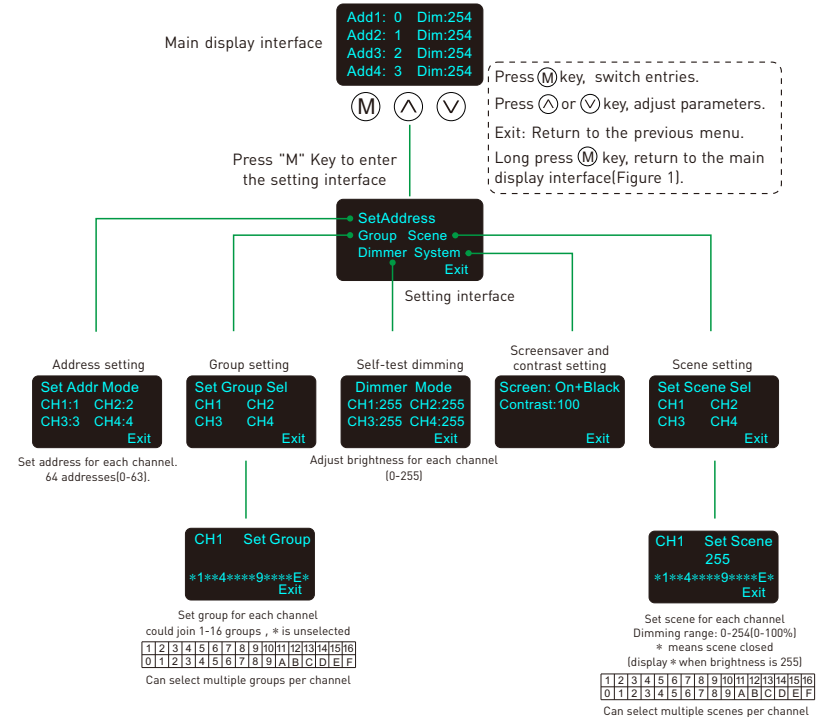 Main display interface
Add1: 0 Dim:254
Add2: 1 Dim:254
Add3: 2 Dim:254
Add4: 3 Dim:254
M
Press M key, switch entries.
Press ∧ or ∨ key, adjust parameters.
Exit: Return to the previous menu.
Long press M key, return to the main
display interface(Figure 1).
Press "M" Key to enter
the setting interface
SetAddress
Group Scene
Dimmer System
Exit
Setting interface
Address setting
Set Addr Mode
CH1:1 CH2:2
CH3:3 CH4:4
Exit
Set address for each channel.
64 addresses(0-63).
Group setting
Set Group Sel
CH1 CH2
CH3 CH4
Exit
Self-test dimming
Dimmer Mode
CH1:255 CH2:255
CH3:255 CH4:255
Exit
Adjust brightness for each channel
(0-255)
Screensaver and
contrast setting
Screen: On+Black
Contrast:100
Exit
Scene setting
Set Scene Sel
CH1 CH2
CH3 CH4
Exit
CH1 Set Group
*1**4****9****E*
Exit
Set group for each channel
could join 1-16 groups , * is unselected
1 2 3 4 5 6 7 8 9 10 11 12 13 14 15 16
0 1 2 3 4 5 6 7 8 9 A B C D E F
Can select multiple groups per channel
CH1 Set Scene
255
*1**4****9****E*
Exit
Set scene for each channel
Dimming range: 0-254(0-100%)
* means scene closed
(display * when brightness is 255)
1 2 3 4 5 6 7 8 9 10 11 12 13 14 15 16
0 1 2 3 4 5 6 7 8 9 A B C D E F
Can select multiple scenes per channel